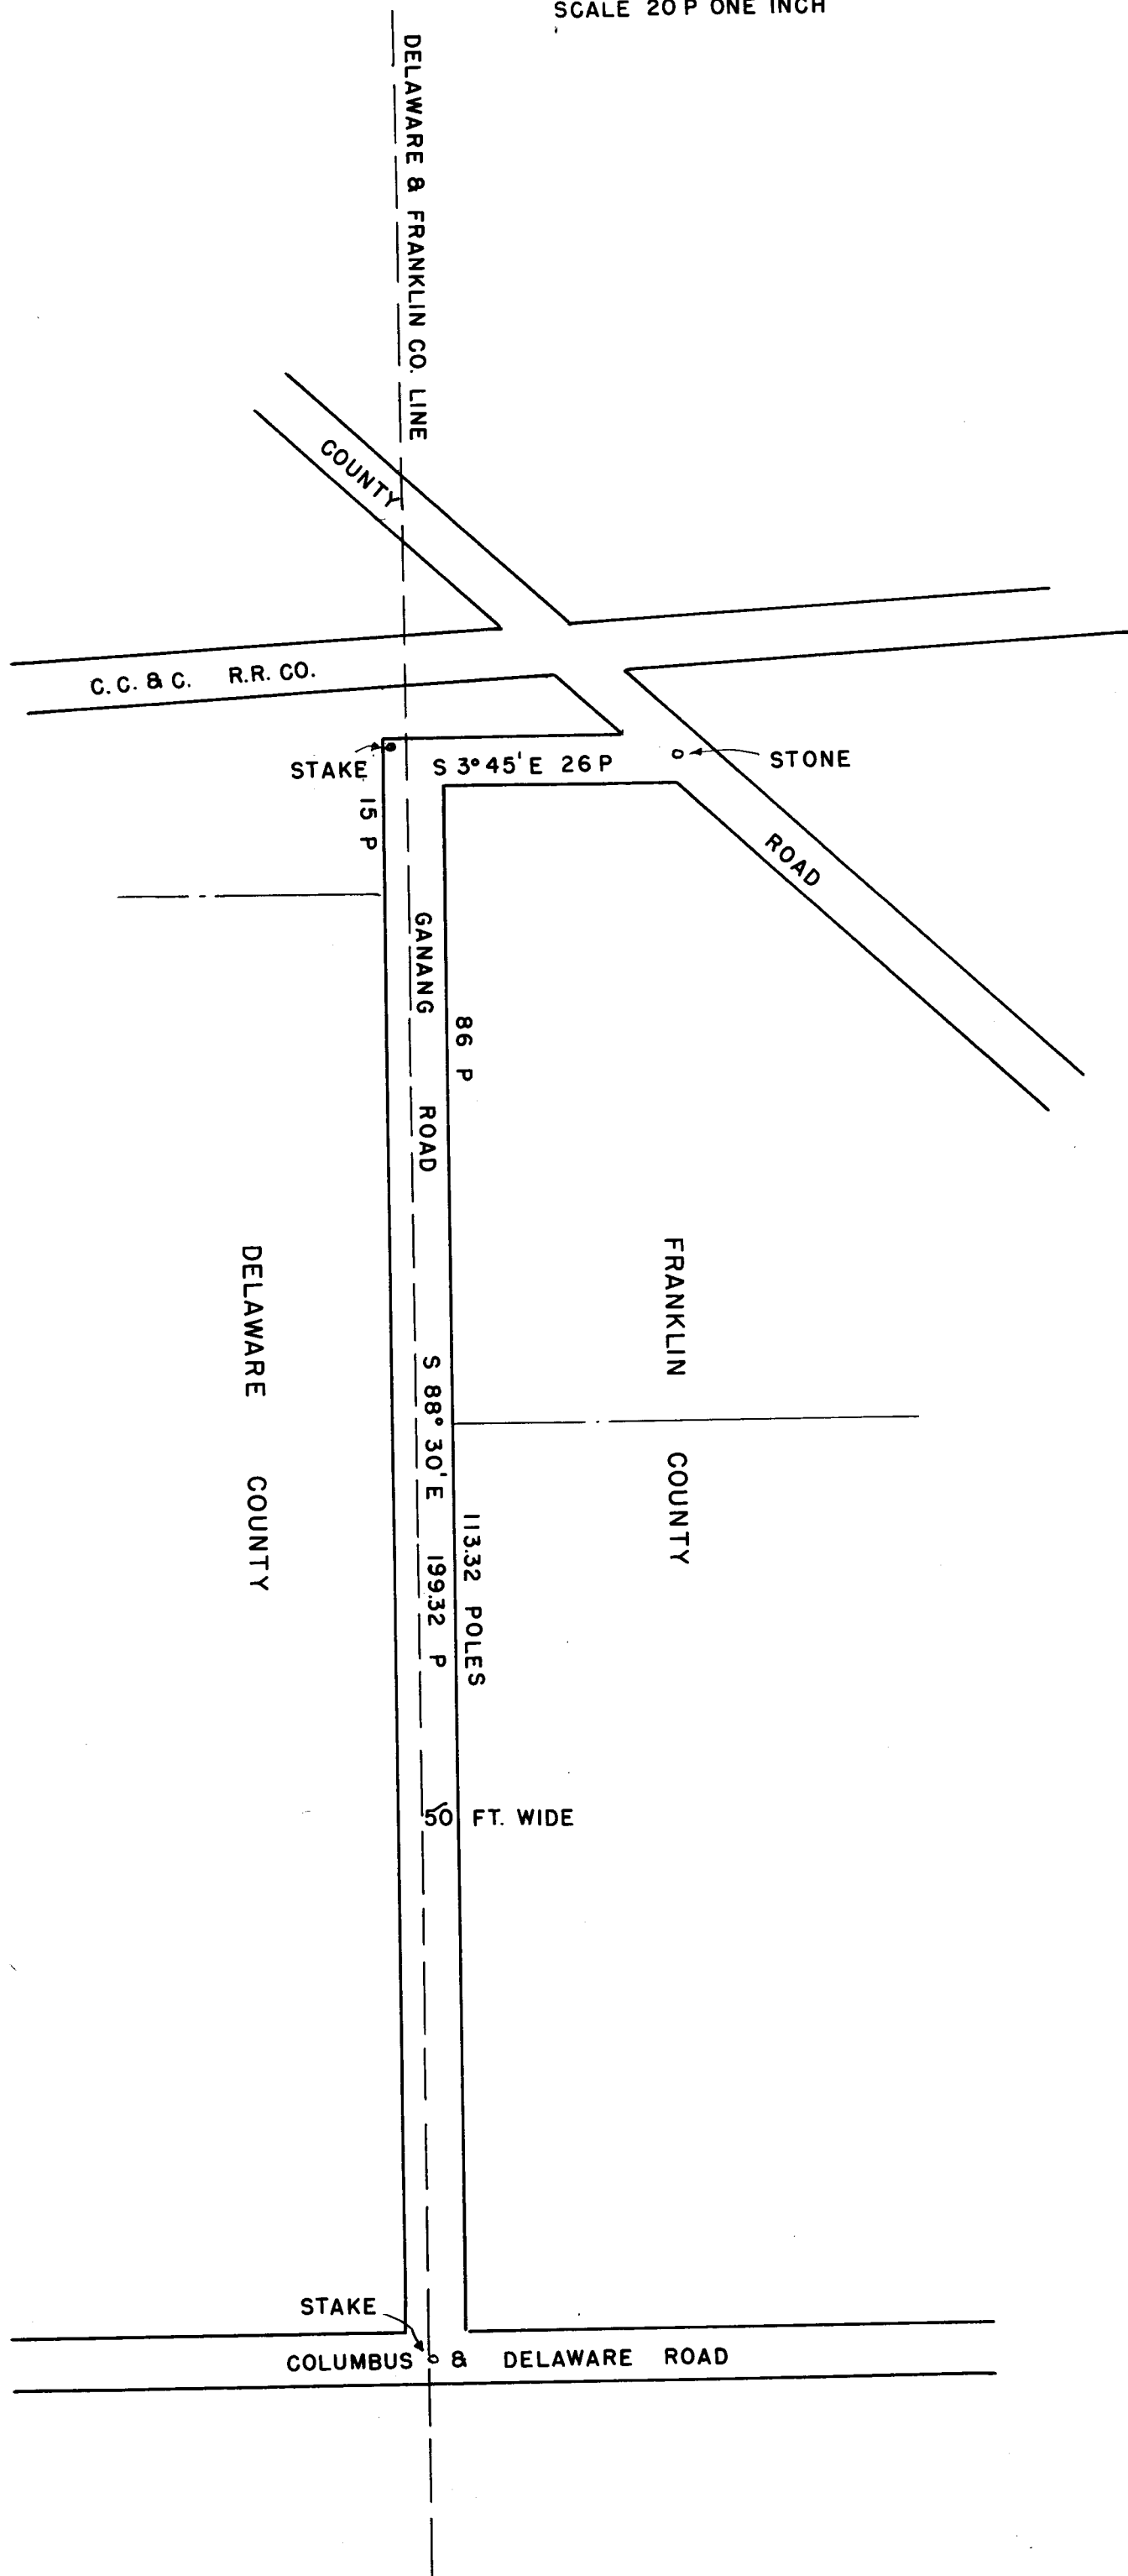 SCALE 20 P ONE INCH
DELAWARE & FRANKLIN CO. LINE
COUNTY
C. C. & C. R.R. CO.
STAKE
S 3° 45' E 26 P
STONE
15 P
ROAD
GANANG ROAD
86 P
DELAWARE COUNTY
FRANKLIN COUNTY
S 88° 30' E 199.32 P
113.32 POLES
50 FT. WIDE
STAKE
COLUMBUS & DELAWARE ROAD